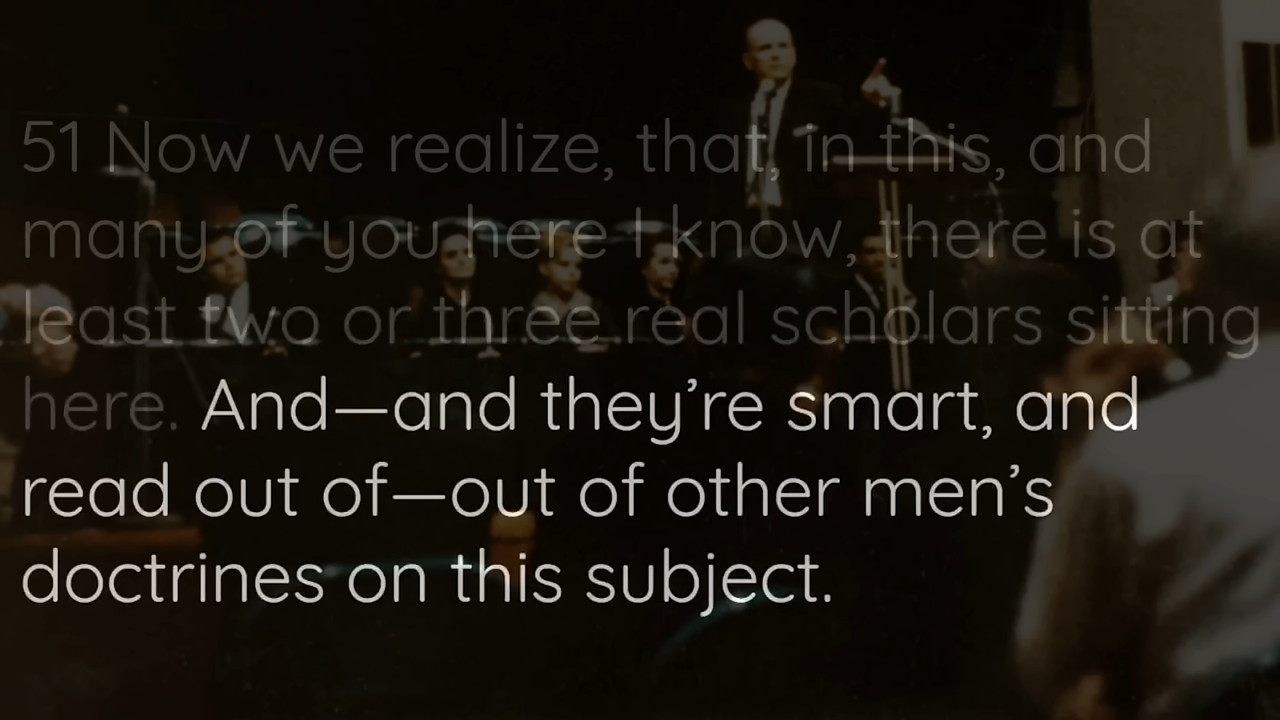 51 Now we realize, that, in this, and
many of you here I know, there is at
least two or three real scholars sitting
here. And—and they’re smart, and
read out of—out of other men’s
doctrines on this subject.